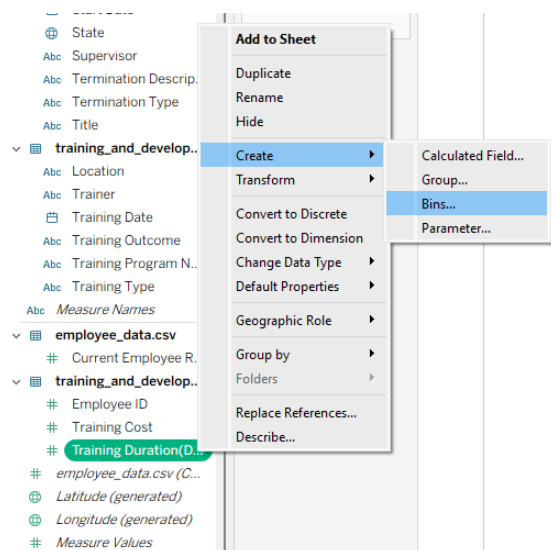 Start Date
State
Abc Supervisor
Abc Termination Descrip..
Abc Termination Type
Abc Title
training_and_develop..
Abc Location
Abc Trainer
Training Date
Abc Training Outcome
Abc Training Program N..
Abc Training Type
Abc Measure Names
employee_data.csv
# Current Employee R.
training_and_develop..
# Employee ID
# Training Cost
# Training Duration(D...
# employee_data.csv (C...
Latitude (generated)
Longitude (generated)
# Measure Values
Add to Sheet
Duplicate
Rename
Hide
Create
Transform
Convert to Discrete
Convert to Dimension
Change Data Type
Default Properties
Geographic Role
Group by
Folders
Replace References...
Describe...
Calculated Field...
Group...
Bins...
Parameter...